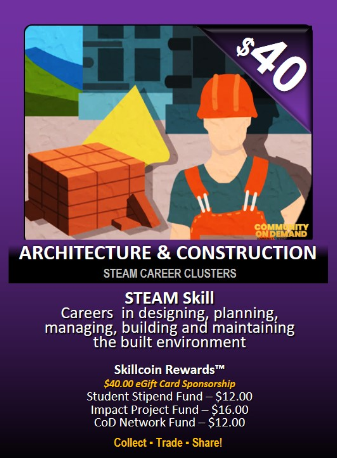 $40
COMMUNITY
ON DEMAND
ARCHITECTURE & CONSTRUCTION
STEAM CAREER CLUSTERS
STEAM Skill
Careers in designing, planning,
managing, building and maintaining
the built environment
Skillcoin Rewards™
$40.00 eGift Card Sponsorship
Student Stipend Fund – $12.00
Impact Project Fund – $16.00
CoD Network Fund – $12.00
Collect - Trade - Share!